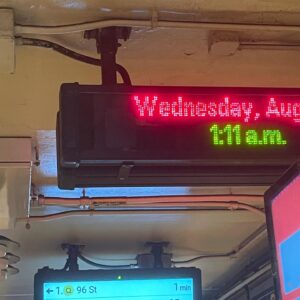 Wednesday, Aug
1:11 a.m.
← 1. Q 96 St 1 min